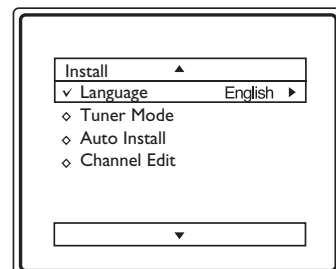 Install
Language English
Tuner Mode
Auto Install
Channel Edit